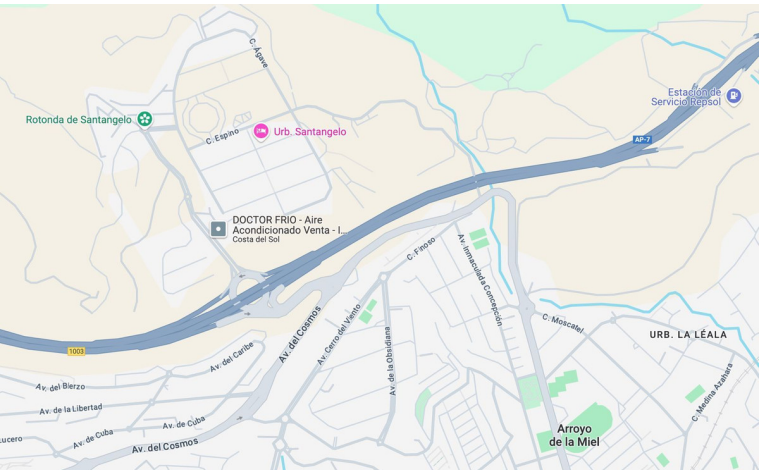 C. Ágave
Estación de
Servicio Repsol
Rotonda de Santangelo
C. Espino
Urb. Santangelo
AP-7
DOCTOR FRIO - Aire
Acondicionado Venta - I...
Costa del Sol
C. Finoso
Av. Inmaculada Concepción
Av. del Cosmos
Av. Cerro del Viento
C. Moscatel
URB. LA LÉALA
Av. de la Obsidiana
1003
Av. del Caribe
C. Medina Azahara
Av. del Bierzo
Av. de la Libertad
Av. de Cuba
Lucero
Av. de Cuba
Av. del Cosmos
Arroyo
de la Miel